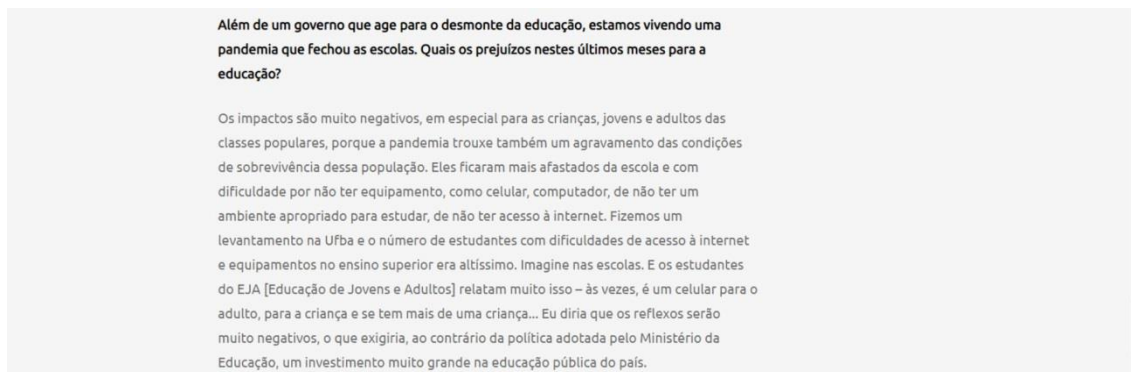 Além de um governo que age para o desmonte da educação, estamos vivendo uma
pandemia que fechou as escolas. Quais os prejuízos nestes últimos meses para a
educação?
Os impactos são muito negativos, em especial para as crianças, jovens e adultos das
classes populares, porque a pandemia trouxe também um agravamento das condições
de sobrevivência dessa população. Eles ficaram mais afastados da escola e com
dificuldade por não ter equipamento, como celular, computador, de não ter um
ambiente apropriado para estudar, de não ter acesso à internet. Fizemos um
levantamento na Ufba e o número de estudantes com dificuldades de acesso à internet
e equipamentos no ensino superior era altíssimo. Imagine nas escolas. E os estudantes
do EJA [Educação de Jovens e Adultos] relatam muito isso – às vezes, é um celular para o
adulto, para a criança e se tem mais de uma criança... Eu diria que os reflexos serão
muito negativos, o que exigiria, ao contrário da política adotada pelo Ministério da
Educação, um investimento muito grande na educação pública do país.